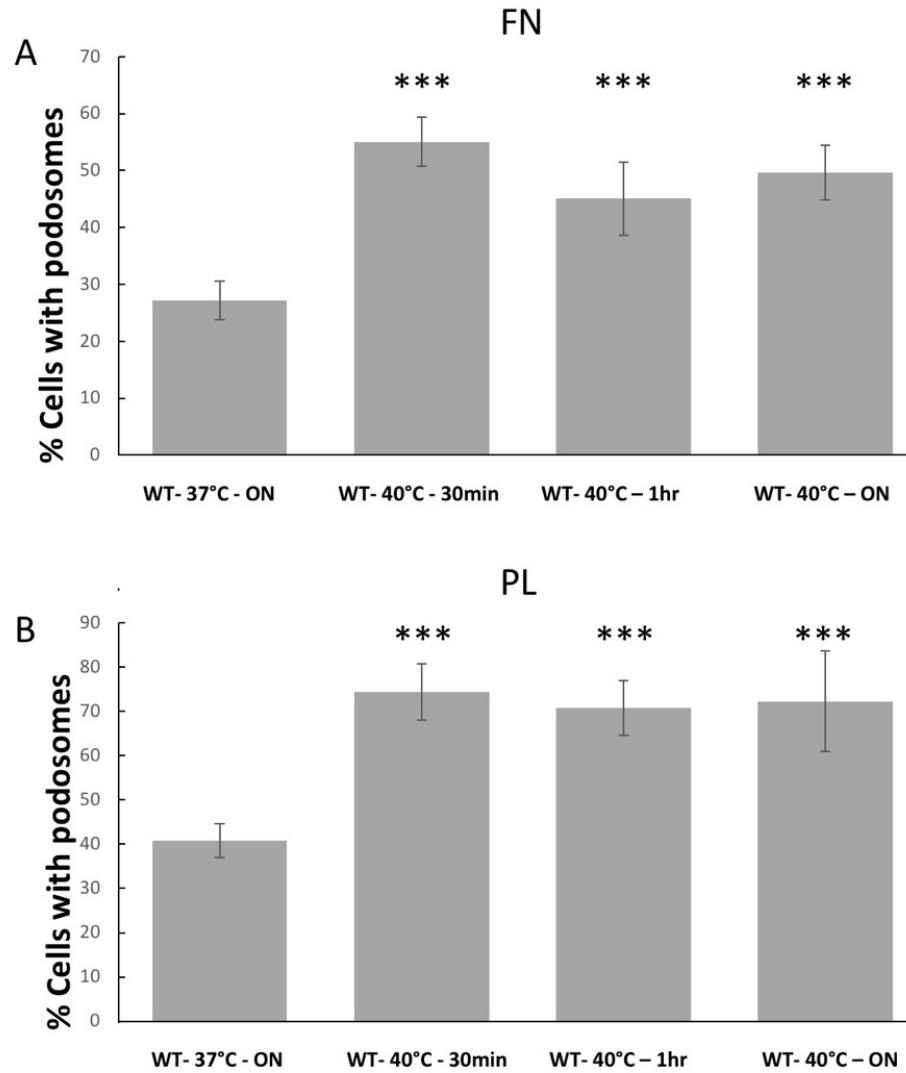 FN
A
% Cells with podosomes
70
60
50
40
30
20
10
0
*** *** ***
WT- 37°C - ON WT- 40°C - 30min WT- 40°C – 1hr WT- 40°C – ON
PL
B
% Cells with podosomes
90
80
70
60
50
40
30
20
10
0
*** *** ***
WT- 37°C - ON WT- 40°C - 30min WT- 40°C – 1hr WT- 40°C – ON